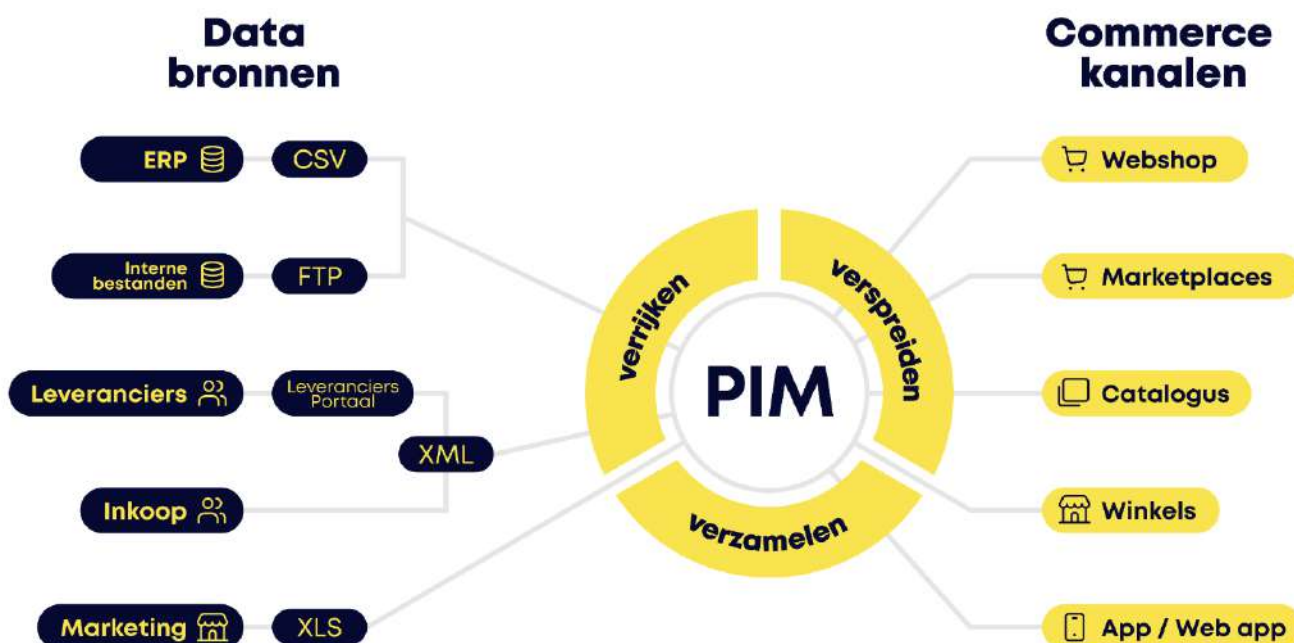 Data
bronnen
Commerce
kanalen
ERP
CSV
Interne
bestanden
FTP
Leveranciers
Leveranciers
Portaal
XML
Inkoop
Marketing
XLS
verrijken
verspreiden
PIM
verzamelen
Webshop
Marketplaces
Catalogus
Winkels
App / Web app